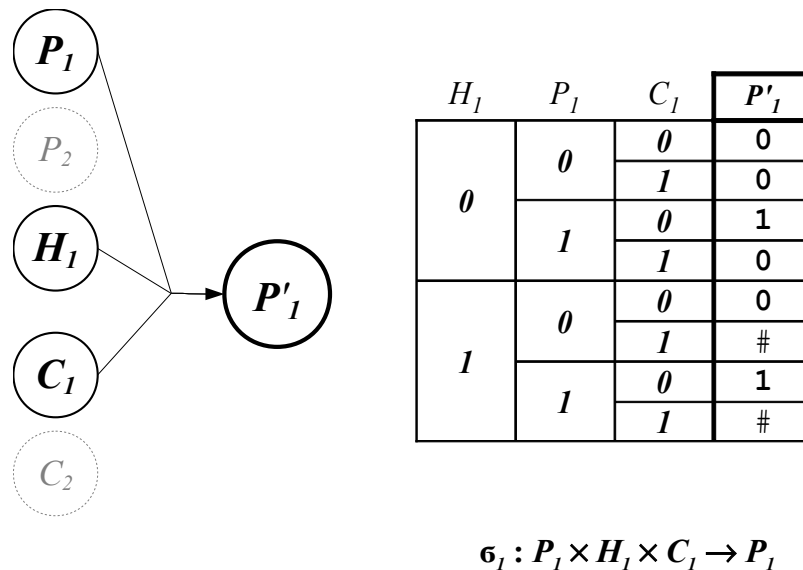 P₁
P₂
H₁
C₁
C₂
P'₁
H₁ P₁ C₁ P'₁
0 0 0 0
1 0
1 0 1
1 0
1 0 0 0
1 #
1 0 1
1 #
ϭ₁ : P₁ × H₁ × C₁ → P₁